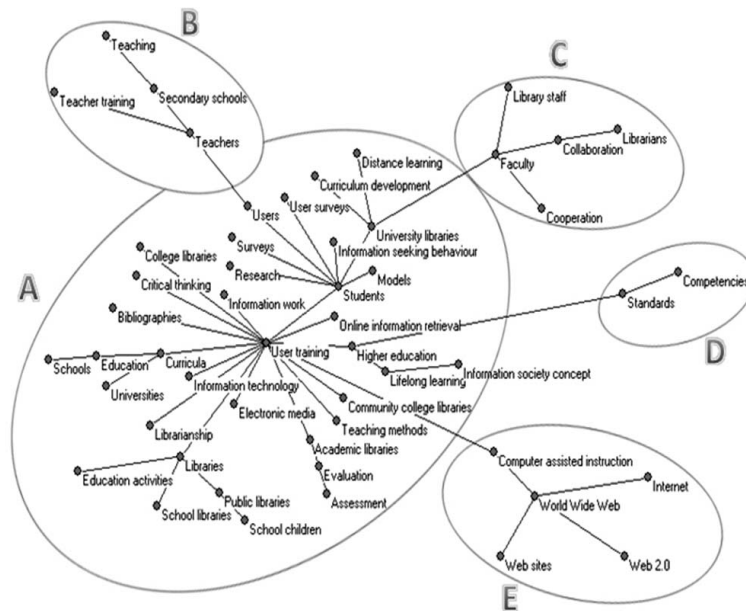 B
Teaching
Secondary schools
Teacher training
Teachers
C
Library staff
Librarians
Collaboration
Faculty
Cooperation
Distance learning
Curriculum development
User surveys
Users
University libraries
Surveys
Information seeking behaviour
College libraries
Research
Models
A
Critical thinking
Students
Information work
Bibliographies
Online information retrieval
User training
Higher education
Schools
Education
Curricula
Lifelong learning
Information society concept
Universities
Information technology
Electronic media
Community college libraries
Teaching methods
Librarianship
Academic libraries
Libraries
Education activities
Evaluation
Public libraries
Assessment
School libraries
School children
Competencies
Standards
D
Computer assisted instruction
Internet
World Wide Web
Web sites
Web 2.0
E